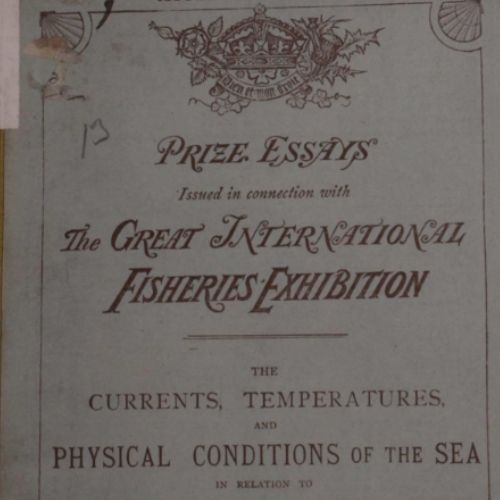 13
PRIZE ESSAYS
Issued in connection with
The GREAT INTERNATIONAL
FISHERIES EXHIBITION
THE
CURRENTS, TEMPERATURES,
AND
PHYSICAL CONDITIONS OF THE SEA
IN RELATION TO